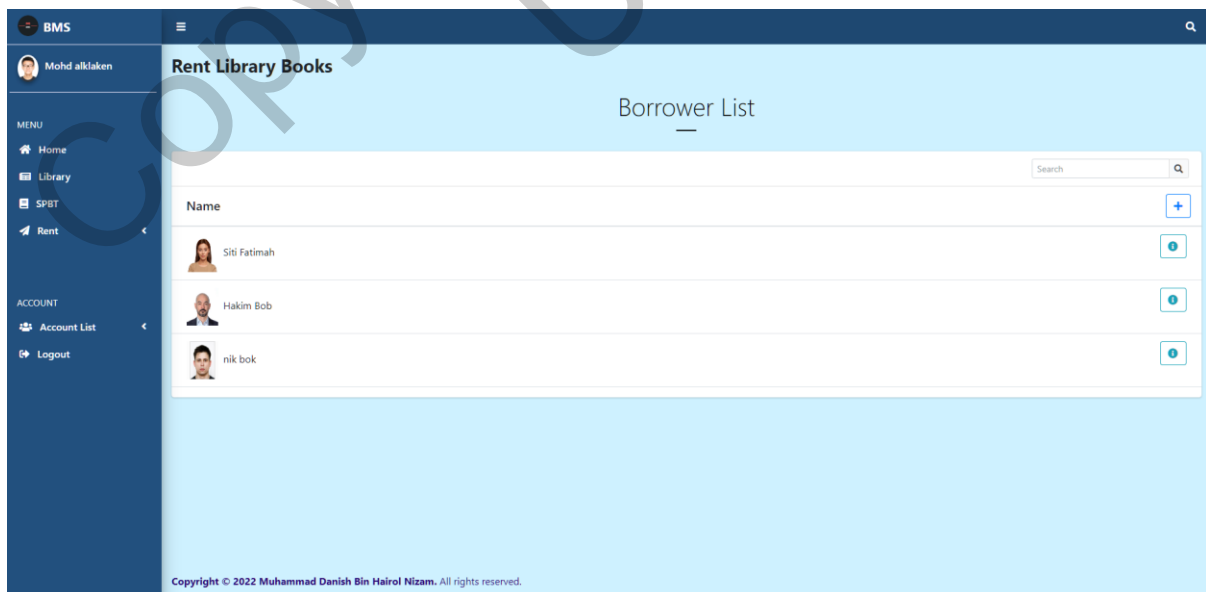 BMS
Mohd alklaken
MENU
Home
Library
SPBT
Rent
ACCOUNT
Account List
Logout
Rent Library Books
Borrower List
Search
Name
Siti Fatimah
Hakim Bob
nik bok
Copyright © 2022 Muhammad Danish Bin Hairol Nizam. All rights reserved.
Copy